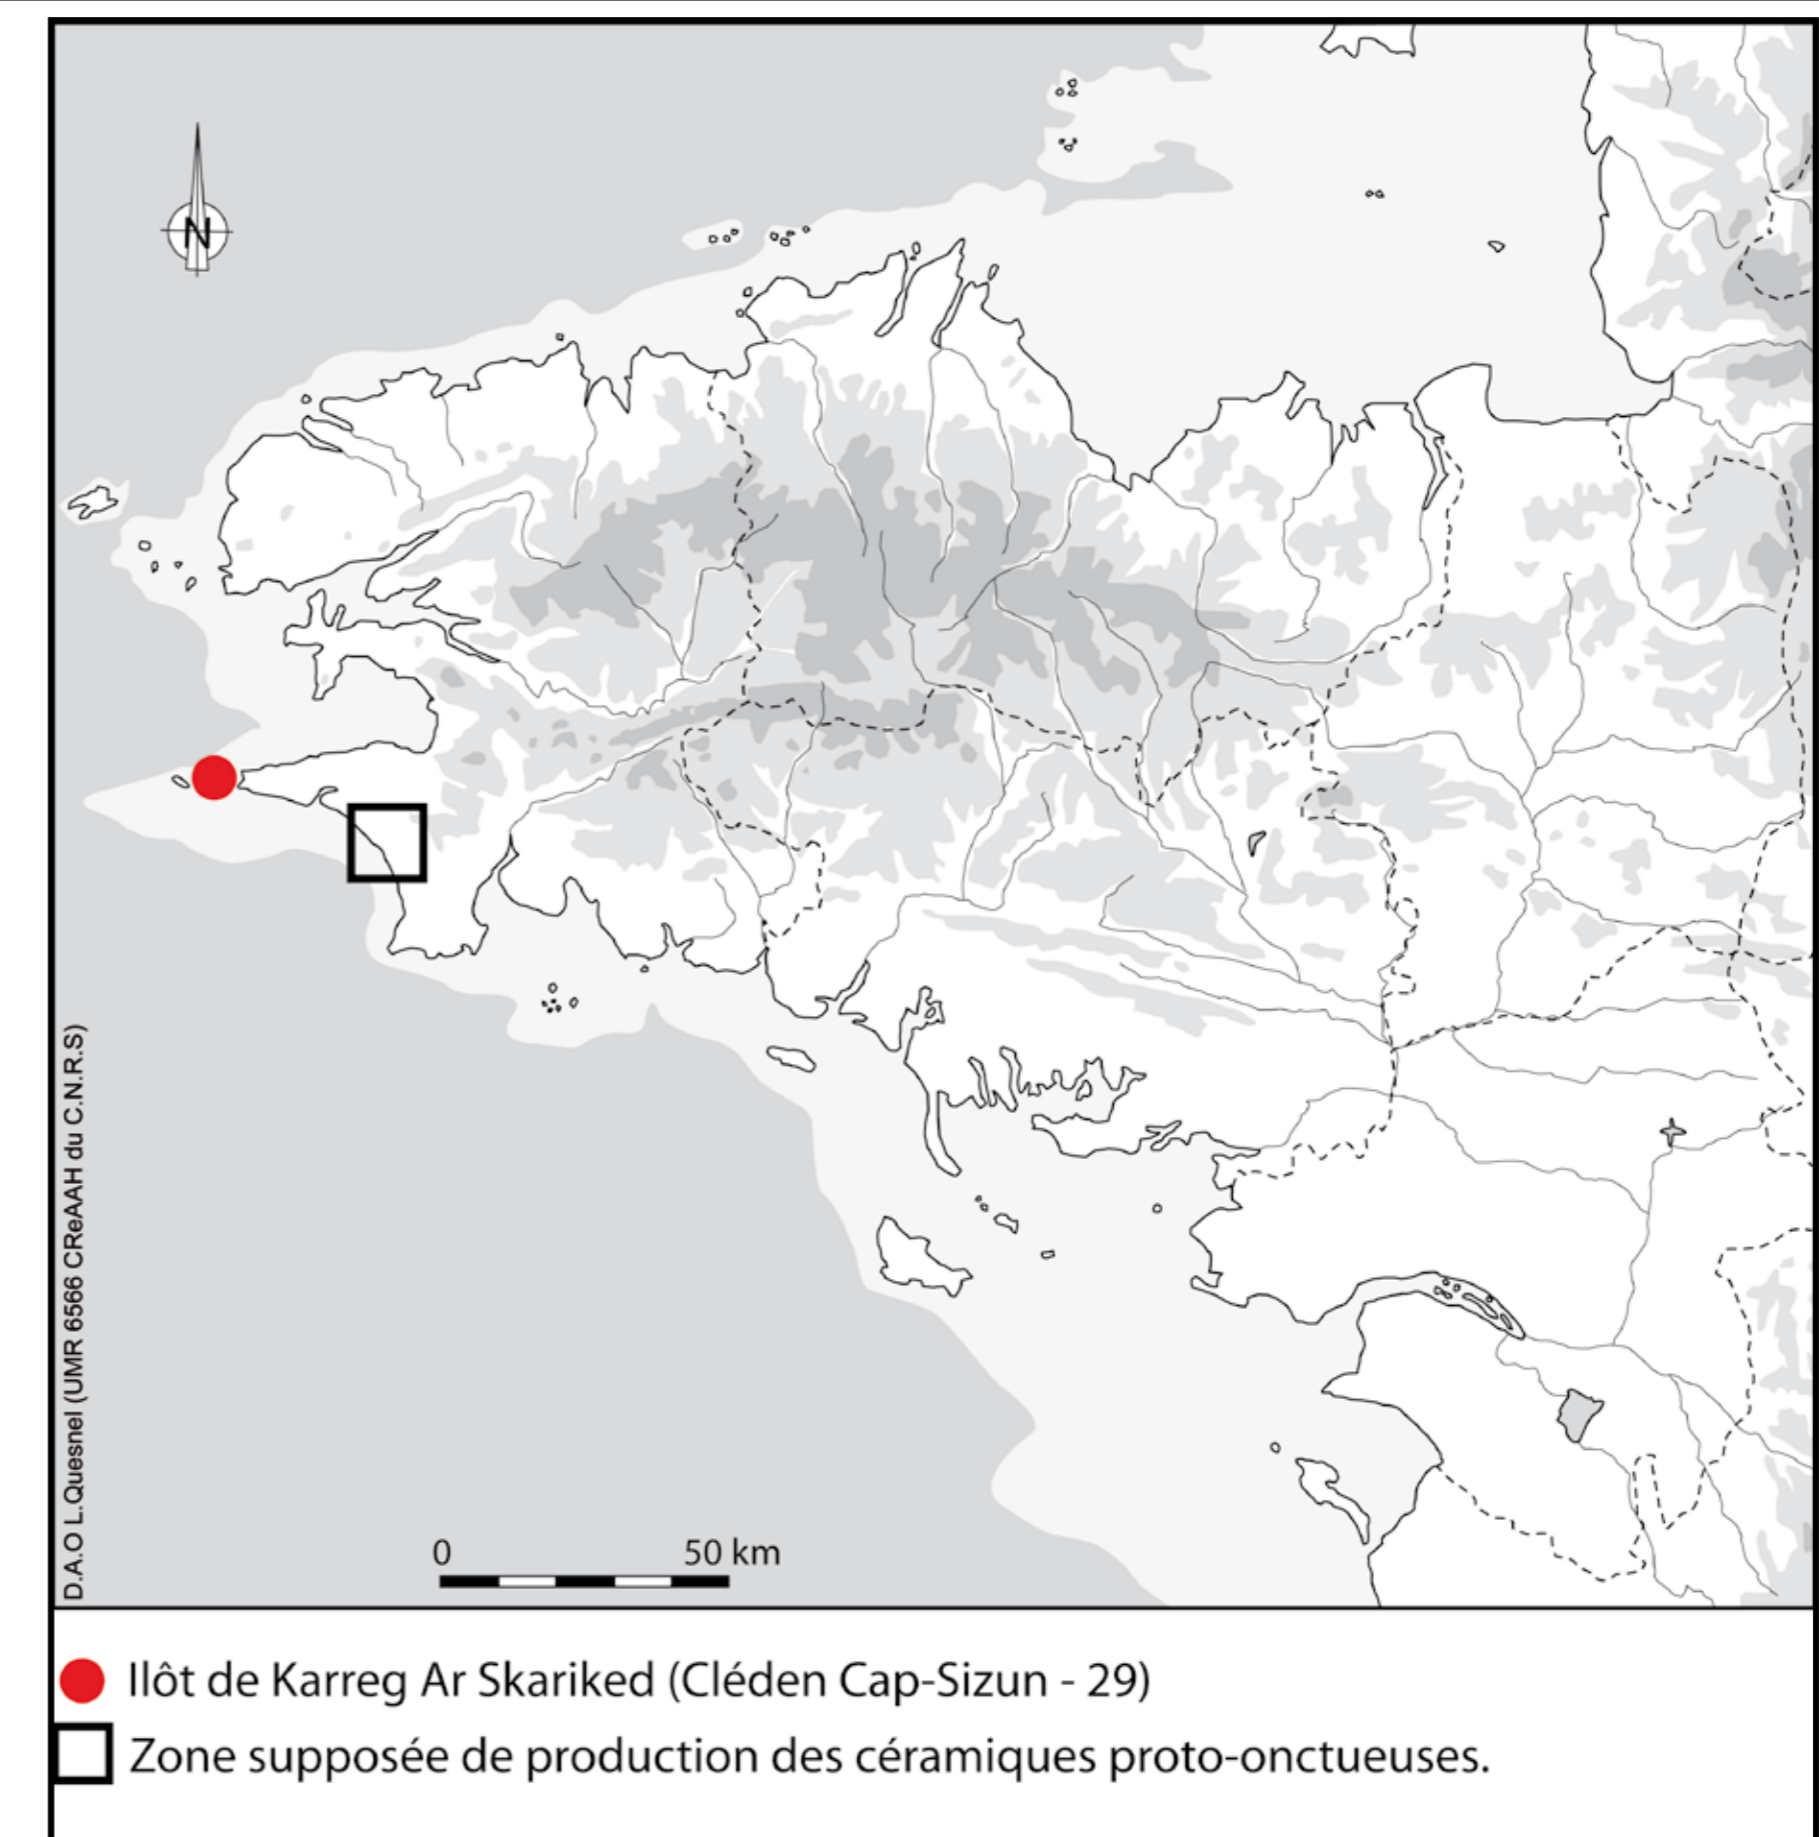 N
D.A.O L.Quesnel (UMR 6566 CReAAH du C.N.R.S)
0 50 km
Ilôt de Karreg Ar Skariked (Cléden Cap-Sizun - 29)
Zone supposée de production des céramiques proto-onctueuses.